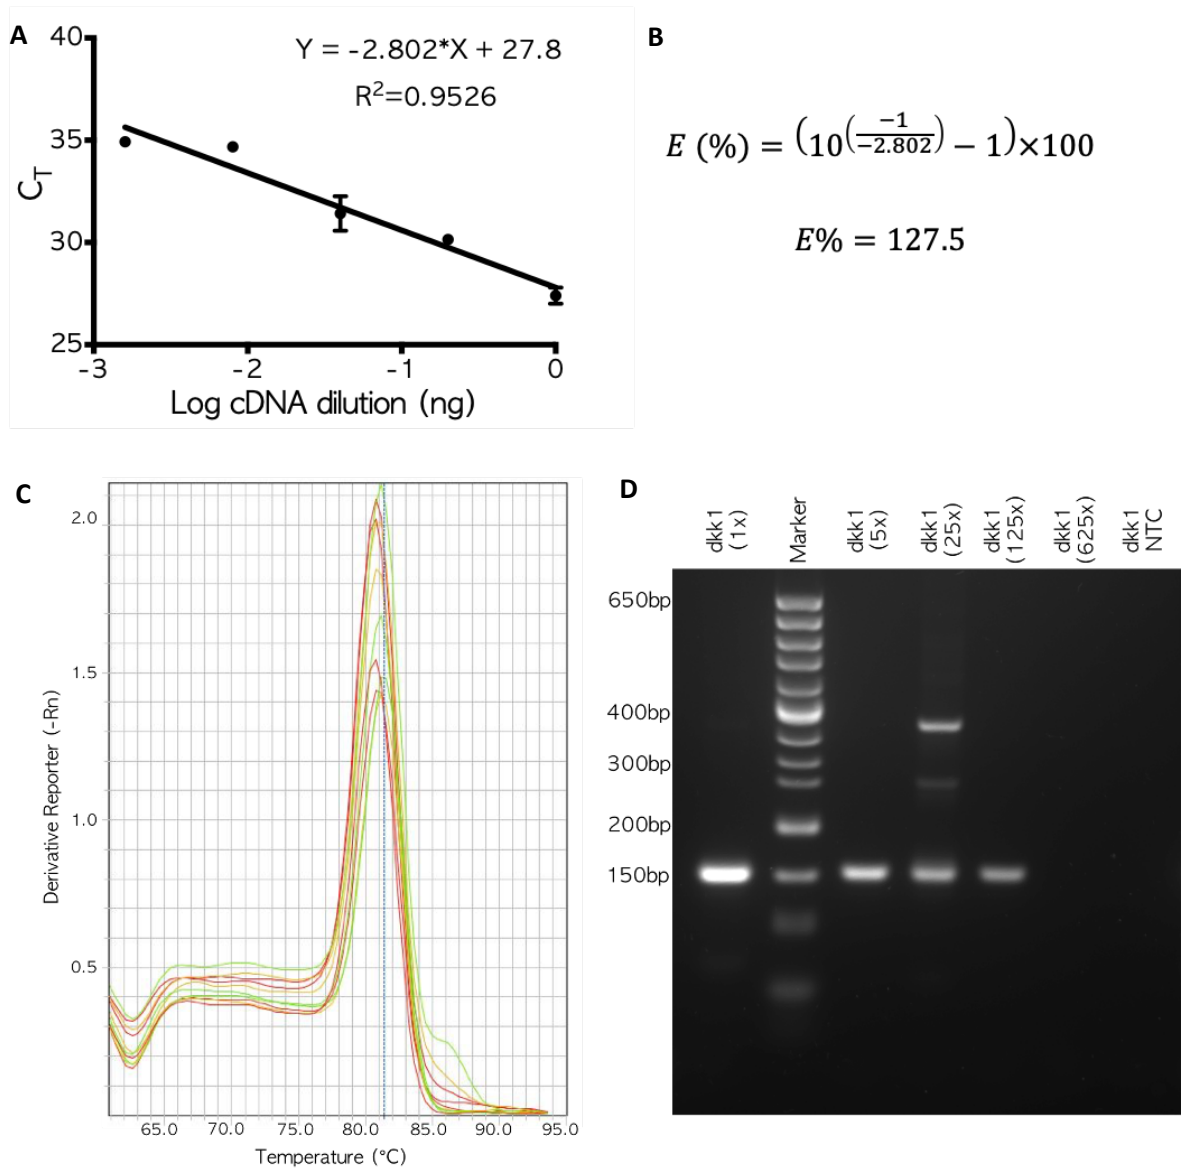 A
40
35
30
25
C_T
Y = -2.802*X + 27.8
R²=0.9526
-3 -2 -1 0
Log cDNA dilution (ng)
B
E (%) = (10^(-1/-2.802) − 1)×100
E% = 127.5
C
2.0
1.5
1.0
0.5
Derivative Reporter (-Rn)
65.0 70.0 75.0 80.0 85.0 90.0 95.0
Temperature (°C)
D
dkk1 (1x)
Marker
dkk1 (5x)
dkk1 (25x)
dkk1 (125x)
dkk1 (625x)
dkk1 NTC
650bp
400bp
300bp
200bp
150bp